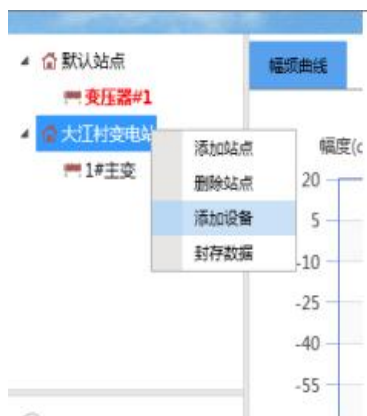 默认站点
变压器#1
大江村变电站
1#主变
添加站点
删除站点
添加设备
封存数据
幅频曲线
幅度(
20
5
-10
-25
-40
-55